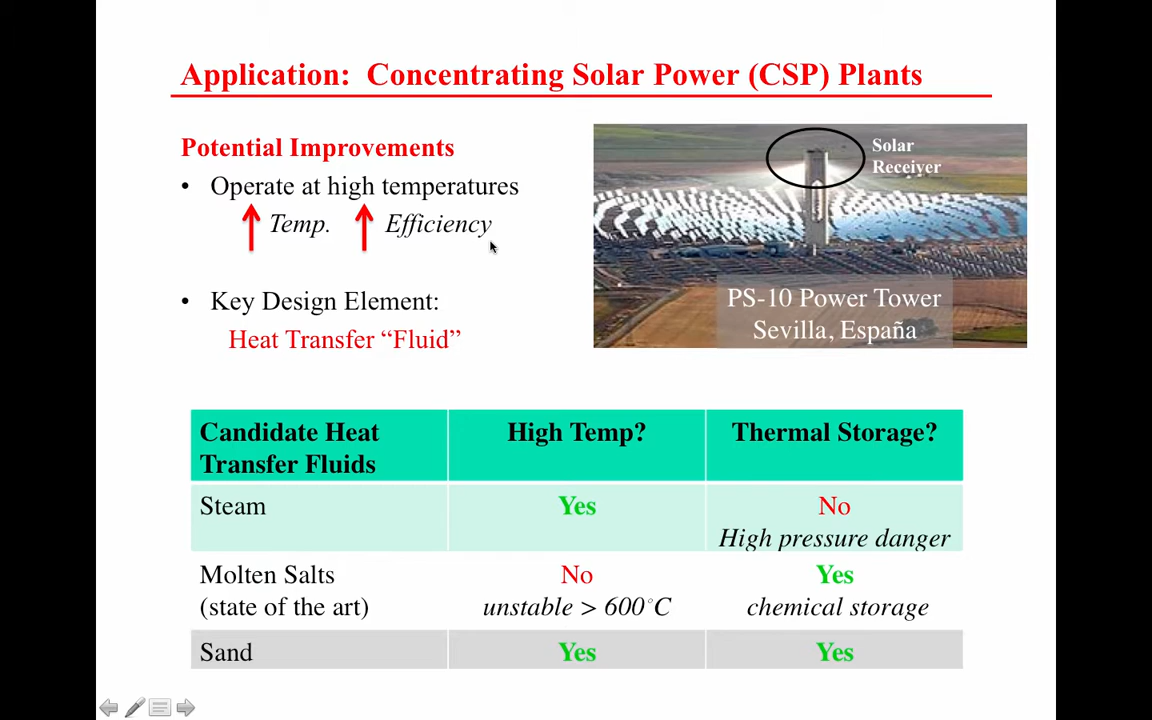 Application: Concentrating Solar Power (CSP) Plants
Potential Improvements
• Operate at high temperatures
Temp. Efficiency
• Key Design Element:
Heat Transfer “Fluid”
Solar
Receiyer
PS-10 Power Tower
Sevilla, España
Candidate Heat
Transfer Fluids
High Temp?
Thermal Storage?
Steam
Yes
No
High pressure danger
Molten Salts
(state of the art)
No
unstable > 600°C
Yes
chemical storage
Sand
Yes
Yes